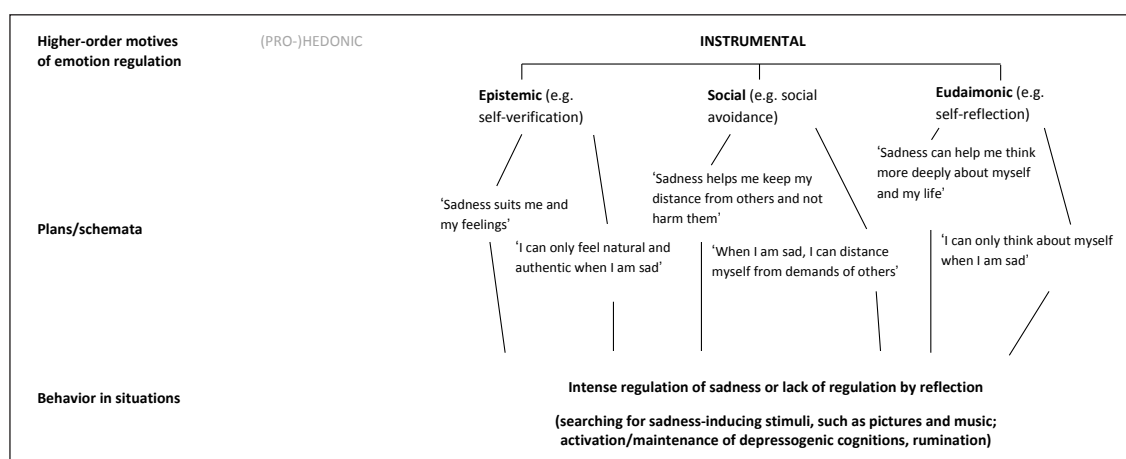 Higher-order motives
of emotion regulation
(PRO-)HEDONIC
INSTRUMENTAL
Epistemic (e.g.
self-verification)
Social (e.g. social
avoidance)
Eudaimonic (e.g.
self-reflection)
Plans/schemata
‘Sadness suits me and
my feelings’
‘I can only feel natural and
authentic when I am sad’
‘Sadness helps me keep my
distance from others and not
harm them’
‘When I am sad, I can distance
myself from demands of others’
‘Sadness can help me think
more deeply about myself
and my life’
‘I can only think about myself
when I am sad’
Behavior in situations
Intense regulation of sadness or lack of regulation by reflection
(searching for sadness-inducing stimuli, such as pictures and music;
activation/maintenance of depressogenic cognitions, rumination)